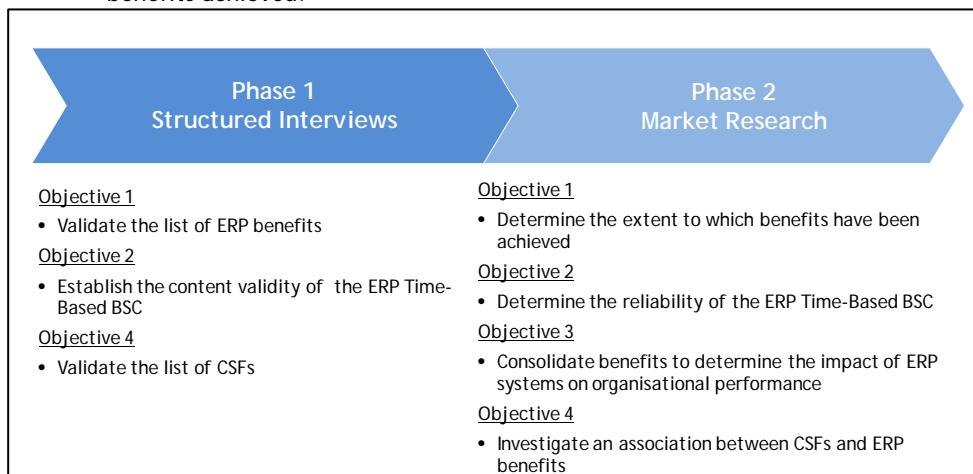 benefits achieved.
Phase 1
Structured Interviews
Phase 2
Market Research
Objective 1
• Validate the list of ERP benefits
Objective 2
• Establish the content validity of the ERP Time-
Based BSC
Objective 4
• Validate the list of CSFs
Objective 1
• Determine the extent to which benefits have been
achieved
Objective 2
• Determine the reliability of the ERP Time-Based BSC
Objective 3
• Consolidate benefits to determine the impact of ERP
systems on organisational performance
Objective 4
• Investigate an association between CSFs and ERP
benefits